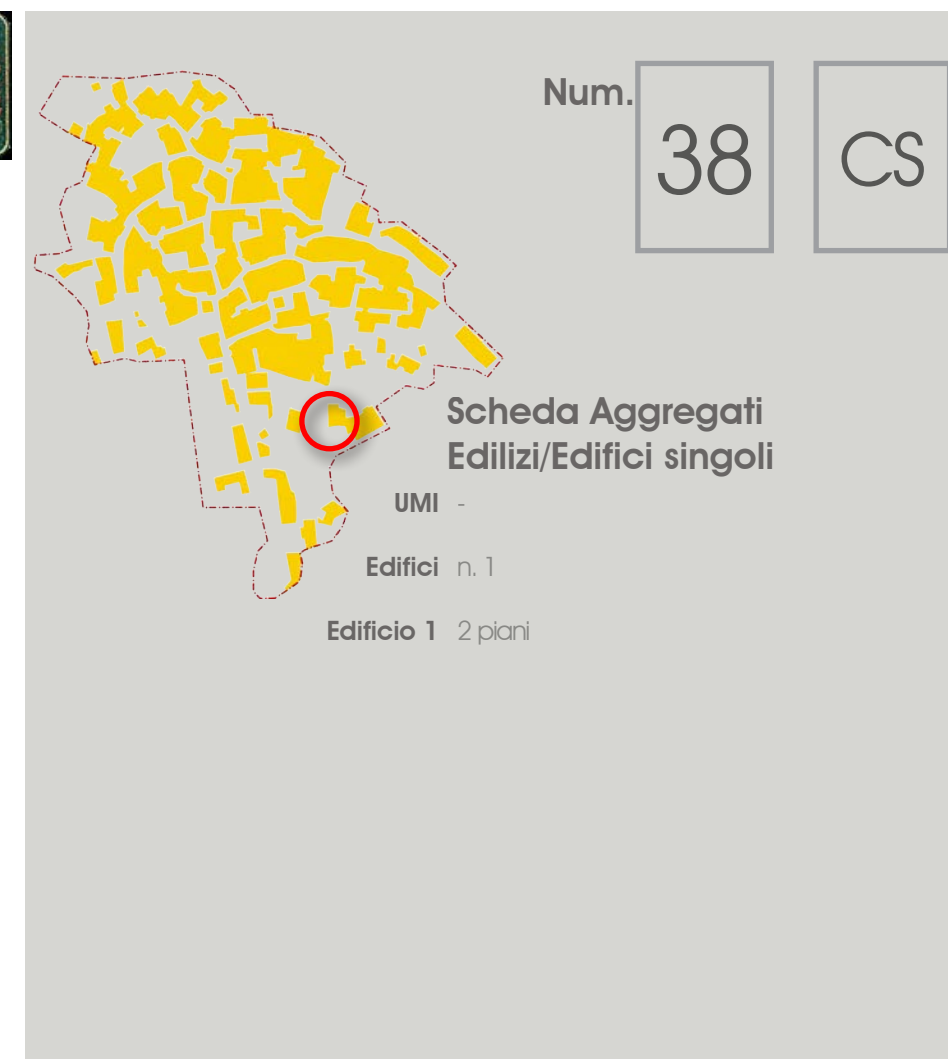 Num.
38
CS
Scheda Aggregati
Edilizi/Edifici singoli
UMI -
Edifici n. 1
Edificio 1 2 piani